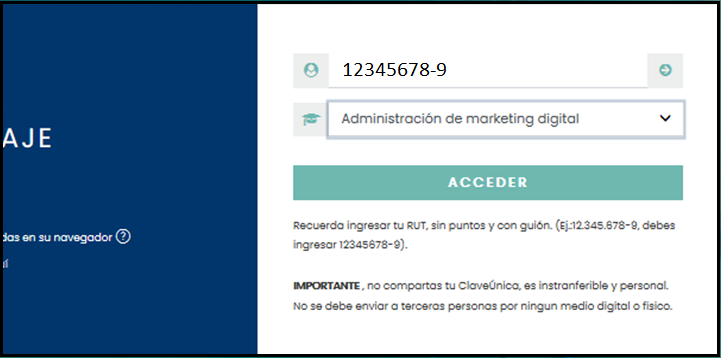 12345678-9
Administración de marketing digital
AJE
ACCEDER
das en su navegador ?
Recuerda ingresar tu RUT, sin puntos y con guión. (Ej.:12.345.678-9, debes
ingresar 12345678-9).
IMPORTANTE , no compartas tu ClaveÚnica, es instranferible y personal.
No se debe enviar a terceras personas por ningun medio digital o fisico.